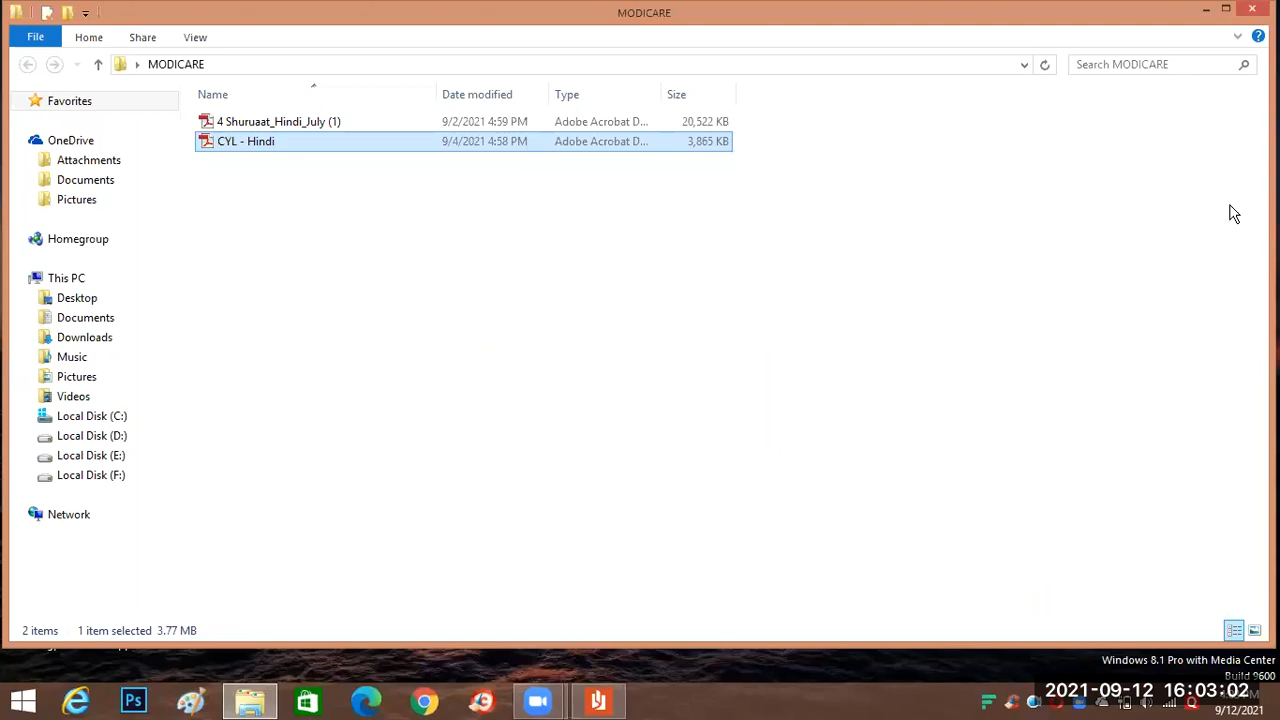 MODICARE
File Home Share View
MODICARE
Search MODICARE
Name Date modified Type Size
Favorites
4 Shuruaat_Hindi_July (1) 9/2/2021 4:59 PM Adobe Acrobat D... 20,522 KB
CYL - Hindi 9/4/2021 4:58 PM Adobe Acrobat D... 3,865 KB
OneDrive
Attachments
Documents
Pictures
Homegroup
This PC
Desktop
Documents
Downloads
Music
Pictures
Videos
Local Disk (C:)
Local Disk (D:)
Local Disk (E:)
Local Disk (F:)
Network
2 items 1 item selected 3.77 MB
Windows 8.1 Pro with Media Center
Build 9600
Ps
2021-09-12 16:03:02
9/12/2021